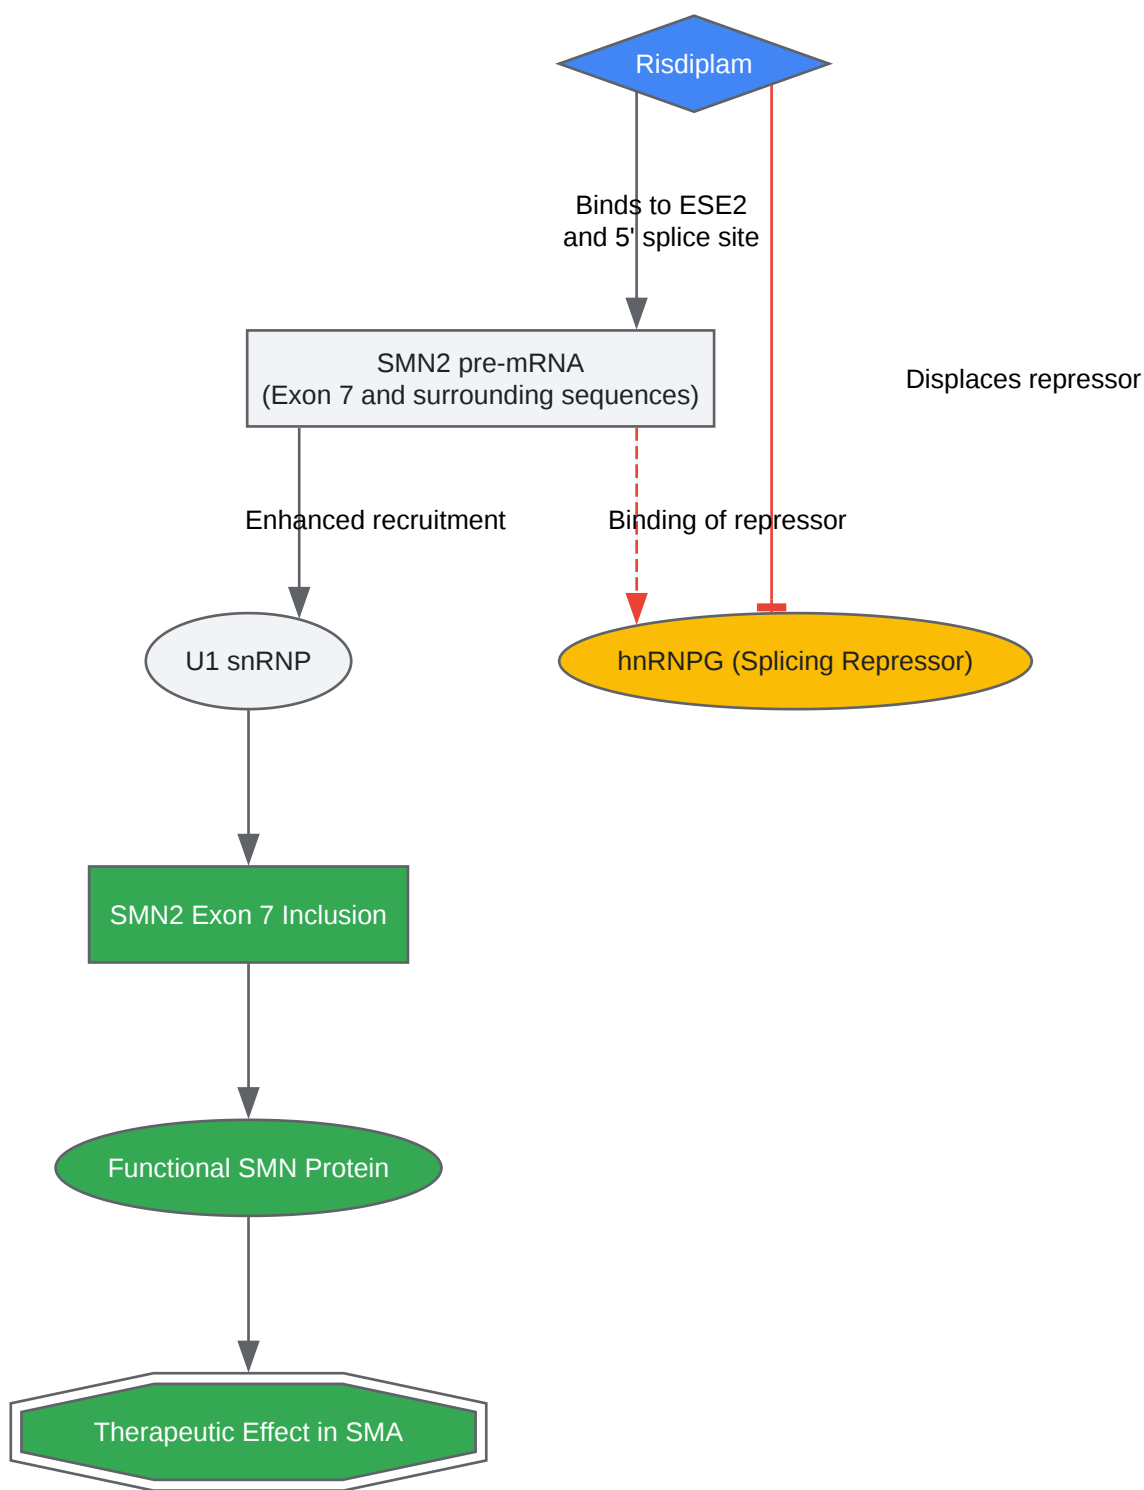 Risdiplam
Binds to ESE2
and 5' splice site
SMN2 pre-mRNA
(Exon 7 and surrounding sequences)
Displaces repressor
Enhanced recruitment
Binding of repressor
U1 snRNP
hnRNPG (Splicing Repressor)
SMN2 Exon 7 Inclusion
Functional SMN Protein
Therapeutic Effect in SMA